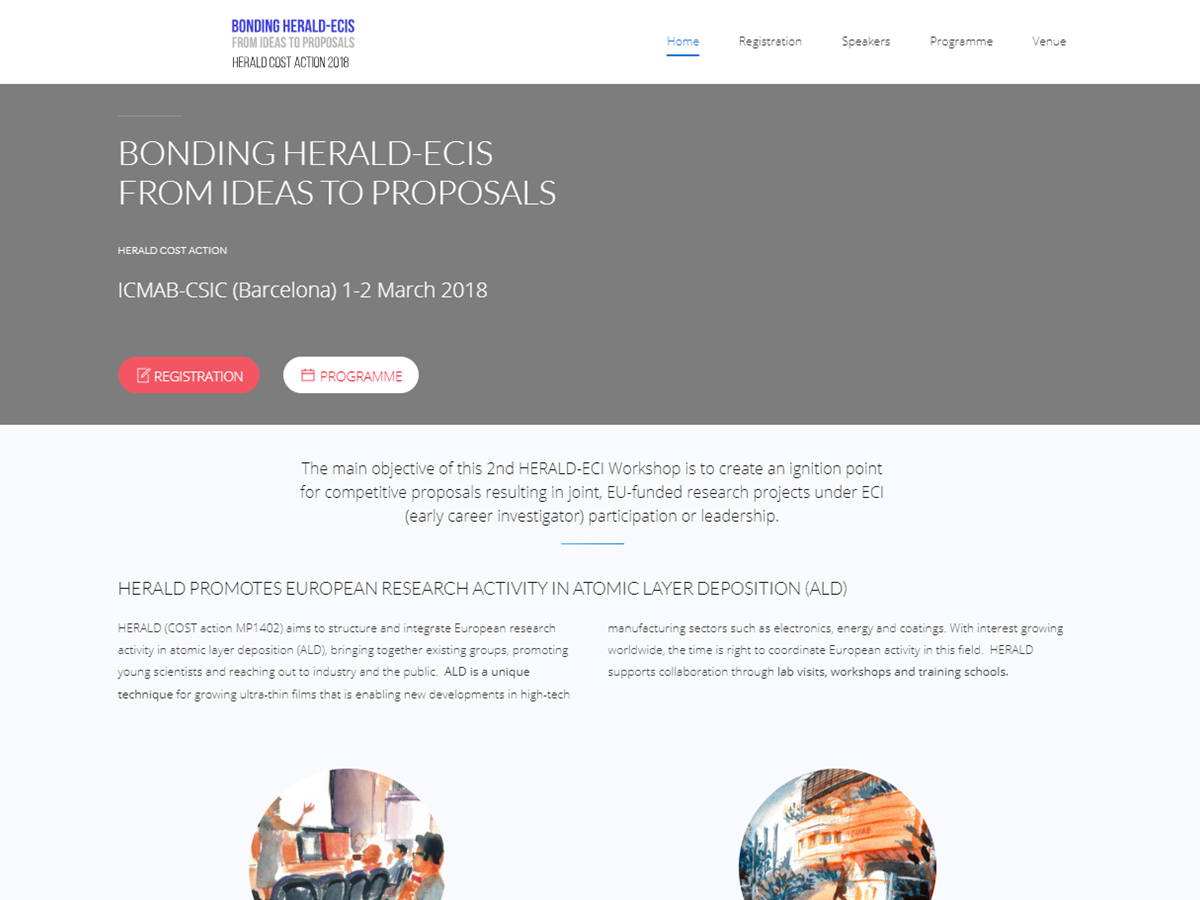 BONDING HERALD-ECIS
FROM IDEAS TO PROPOSALS
HERALD COST ACTION 2018
Home
Registration
Speakers
Programme
Venue
BONDING HERALD-ECIS
FROM IDEAS TO PROPOSALS
HERALD COST ACTION
ICMAB-CSIC (Barcelona) 1-2 March 2018
REGISTRATION
PROGRAMME
The main objective of this 2nd HERALD-ECI Workshop is to create an ignition point
for competitive proposals resulting in joint, EU-funded research projects under ECI
(early career investigator) participation or leadership.
HERALD PROMOTES EUROPEAN RESEARCH ACTIVITY IN ATOMIC LAYER DEPOSITION (ALD)
HERALD (COST action MP1402) aims to structure and integrate European research
activity in atomic layer deposition (ALD), bringing together existing groups, promoting
young scientists and reaching out to industry and the public. ALD is a unique
technique for growing ultra-thin films that is enabling new developments in high-tech
manufacturing sectors such as electronics, energy and coatings. With interest growing
worldwide, the time is right to coordinate European activity in this field. HERALD
supports collaboration through lab visits, workshops and training schools.